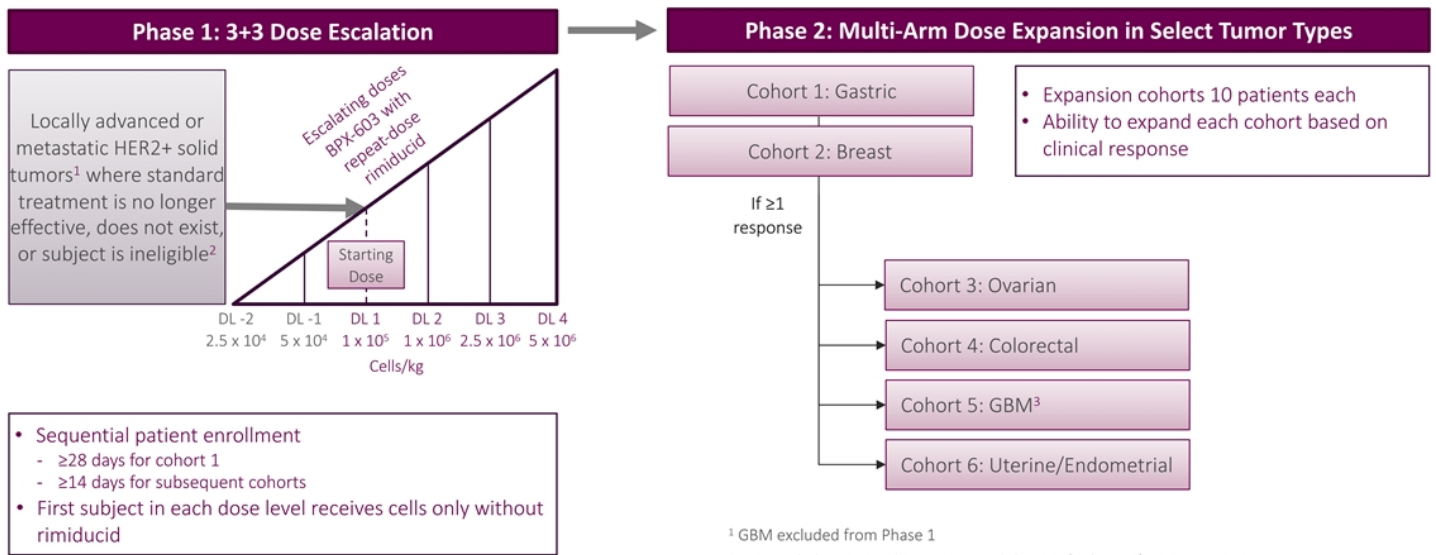 Phase 1: 3+3 Dose Escalation
Locally advanced or
metastatic HER2+ solid
tumors¹ where standard
treatment is no longer
effective, does not exist,
or subject is ineligible²
Escalating doses
BPX-603 with
repeat-dose
rimiducid
Starting
Dose
DL -2 DL -1 DL 1 DL 2 DL 3 DL 4
2.5 x 10⁴ 5 x 10⁴ 1 x 10⁵ 1 x 10⁶ 2.5 x 10⁶ 5 x 10⁶
Cells/kg
• Sequential patient enrollment
- ≥28 days for cohort 1
- ≥14 days for subsequent cohorts
• First subject in each dose level receives cells only without
rimiducid
Phase 2: Multi-Arm Dose Expansion in Select Tumor Types
Cohort 1: Gastric
Cohort 2: Breast
• Expansion cohorts 10 patients each
• Ability to expand each cohort based on
clinical response
If ≥1
response
Cohort 3: Ovarian
Cohort 4: Colorectal
Cohort 5: GBM³
Cohort 6: Uterine/Endometrial
¹ GBM excluded from Phase 1